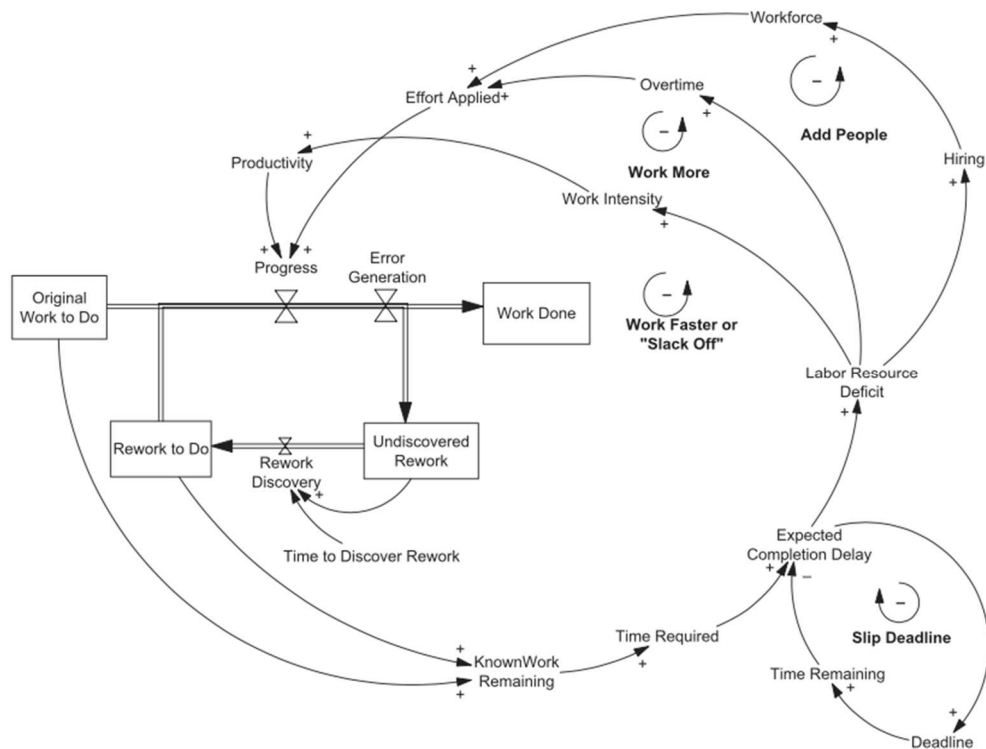 Workforce
+
+
Effort Applied+
Overtime
+
–
Add People
+
Productivity
–
Work More
Hiring
+
Work Intensity
+
+
+
Progress
Error
Generation
Original
Work to Do
Work Done
–
Work Faster or
"Slack Off"
Labor Resource
Deficit
+
Rework to Do
Undiscovered
Rework
Rework
Discovery
+
Time to Discover Rework
Expected
Completion Delay
+
–
–
Slip Deadline
+
KnownWork
Remaining
+
Time Required
+
Time Remaining
+
+
Deadline